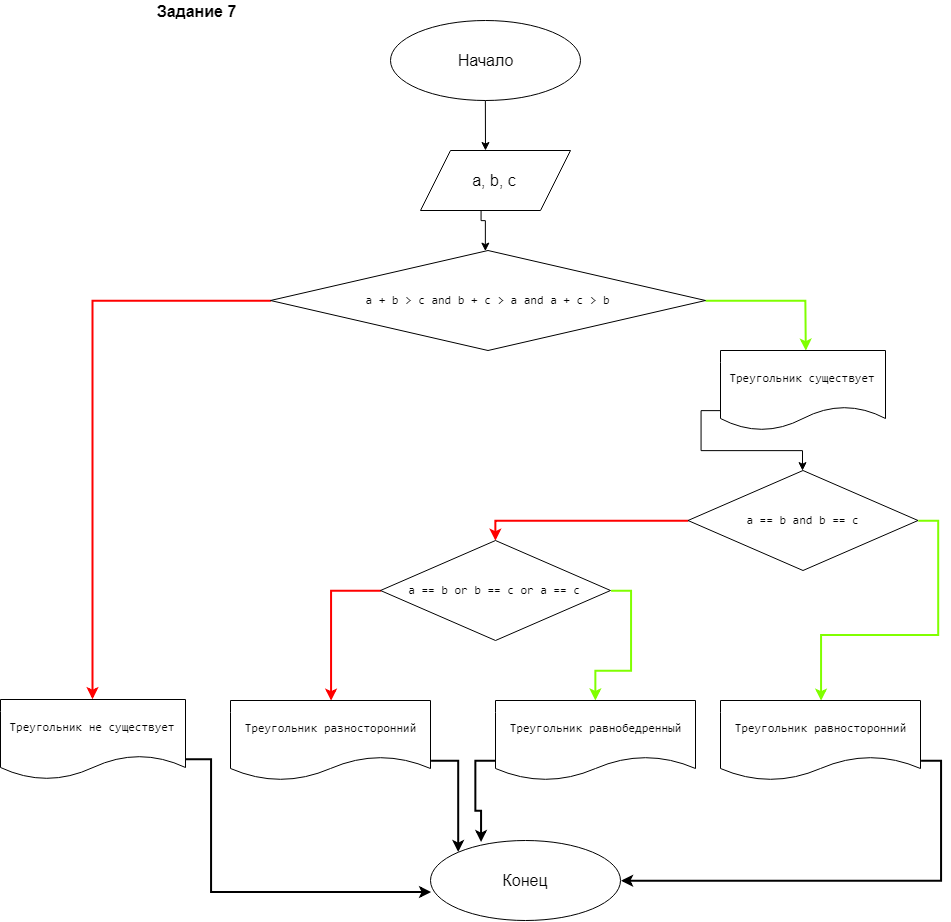 Задание 7
Начало
a, b, c
a + b > c and b + c > a and a + c > b
Треугольник существует
a == b and b == c
a == b or b == c or a == c
Треугольник не существует
Треугольник разносторонний
Треугольник равнобедренный
Треугольник равносторонний
Конец